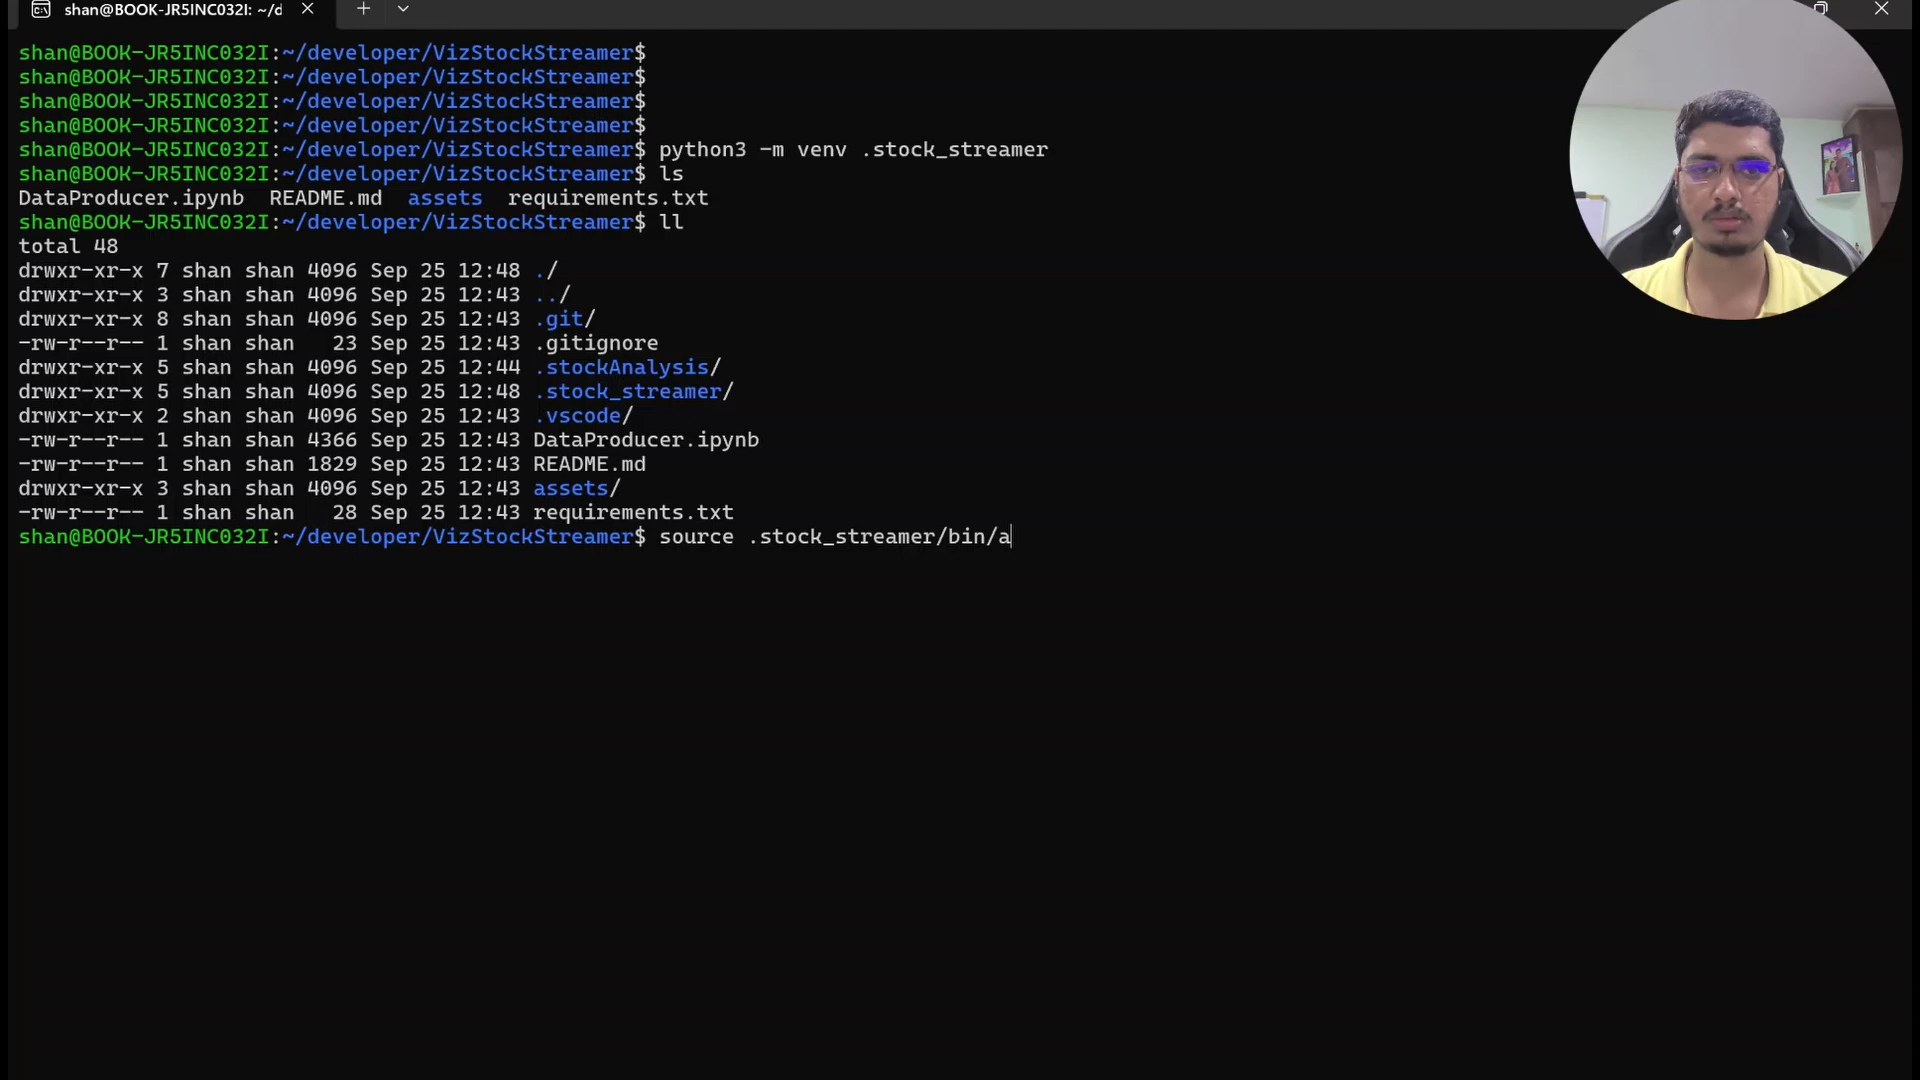 shan@BOOK-JR5INC032I: ~/d
shan@BOOK-JR5INC032I:~/developer/VizStockStreamer$
shan@BOOK-JR5INC032I:~/developer/VizStockStreamer$
shan@BOOK-JR5INC032I:~/developer/VizStockStreamer$
shan@BOOK-JR5INC032I:~/developer/VizStockStreamer$
shan@BOOK-JR5INC032I:~/developer/VizStockStreamer$ python3 -m venv .stock_streamer
shan@BOOK-JR5INC032I:~/developer/VizStockStreamer$ ls
DataProducer.ipynb  README.md  assets  requirements.txt
shan@BOOK-JR5INC032I:~/developer/VizStockStreamer$ ll
total 48
drwxr-xr-x 7 shan shan 4096 Sep 25 12:48 ./
drwxr-xr-x 3 shan shan 4096 Sep 25 12:43 ../
drwxr-xr-x 8 shan shan 4096 Sep 25 12:43 .git/
-rw-r--r-- 1 shan shan   23 Sep 25 12:43 .gitignore
drwxr-xr-x 5 shan shan 4096 Sep 25 12:44 .stockAnalysis/
drwxr-xr-x 5 shan shan 4096 Sep 25 12:48 .stock_streamer/
drwxr-xr-x 2 shan shan 4096 Sep 25 12:43 .vscode/
-rw-r--r-- 1 shan shan 4366 Sep 25 12:43 DataProducer.ipynb
-rw-r--r-- 1 shan shan 1829 Sep 25 12:43 README.md
drwxr-xr-x 3 shan shan 4096 Sep 25 12:43 assets/
-rw-r--r-- 1 shan shan   28 Sep 25 12:43 requirements.txt
shan@BOOK-JR5INC032I:~/developer/VizStockStreamer$ source .stock_streamer/bin/a